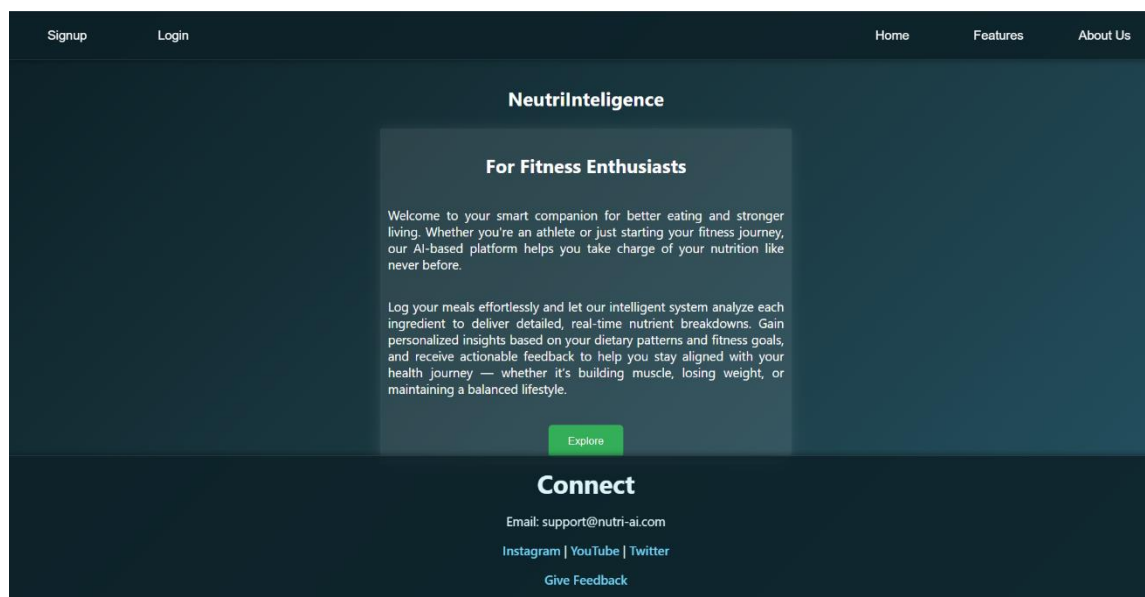 Signup Login Home Features About Us
NeutriInteligence
For Fitness Enthusiasts
Welcome to your smart companion for better eating and stronger
living. Whether you're an athlete or just starting your fitness journey,
our AI-based platform helps you take charge of your nutrition like
never before.
Log your meals effortlessly and let our intelligent system analyze each
ingredient to deliver detailed, real-time nutrient breakdowns. Gain
personalized insights based on your dietary patterns and fitness goals,
and receive actionable feedback to help you stay aligned with your
health journey — whether it's building muscle, losing weight, or
maintaining a balanced lifestyle.
Explore
Connect
Email: support@nutri-ai.com
Instagram | YouTube | Twitter
Give Feedback